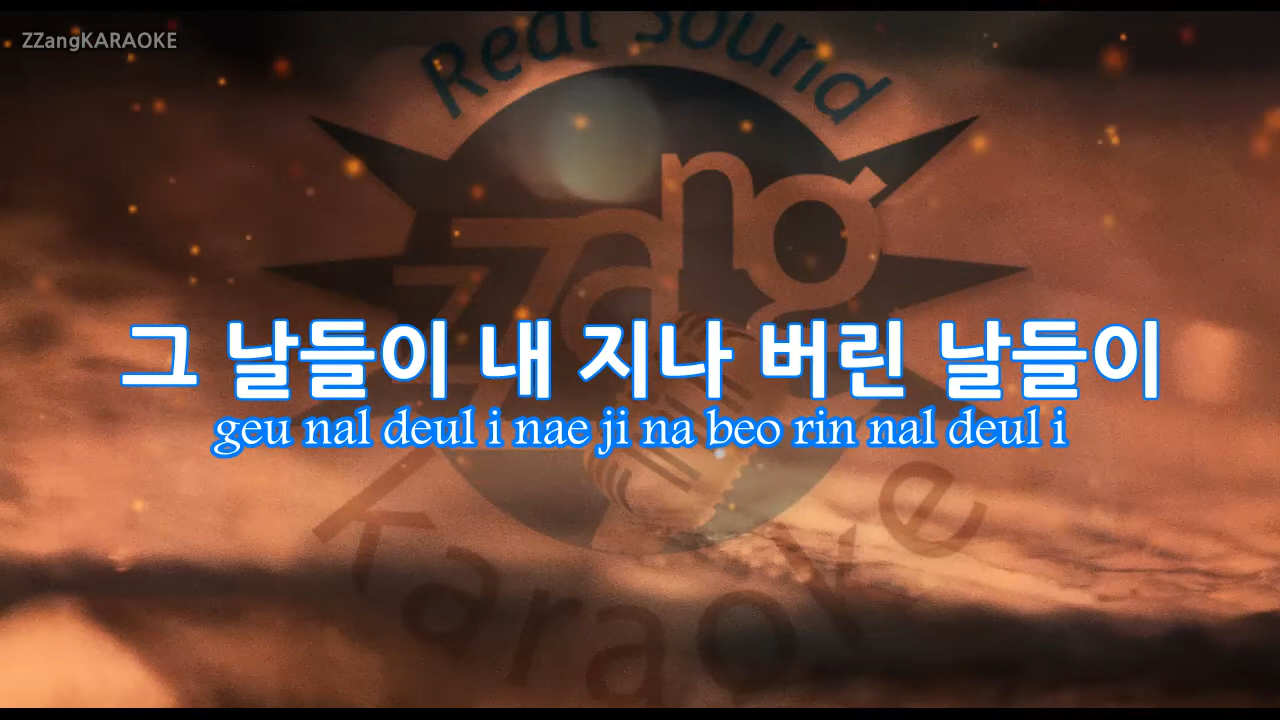 ZZangKARAOKE
Real Sound
zzang
그 날들이 내 지나 버린 날들이
geu nal deul i nae ji na beo rin nal deul i
Karaoke